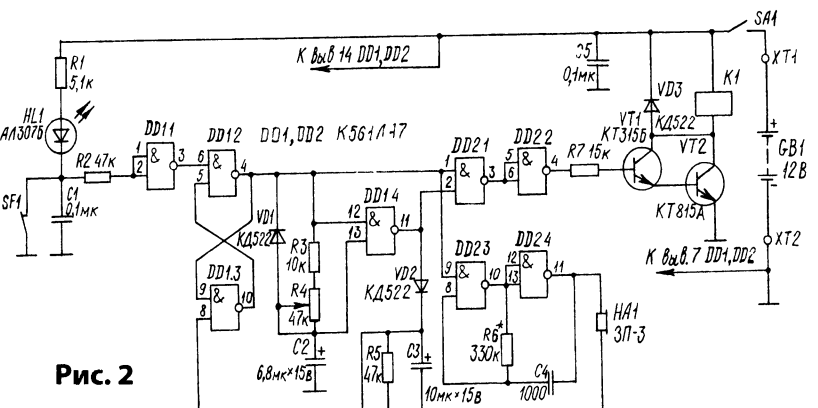 SA1
К выв 14 DD1,DD2
R1
5,1к
C5
0,1мк
XT1
VD3
K1
HL1
АЛ307Б
DD11
DD12
DD1, DD2 К561ЛА7
DD21
DD22
VT1
КТ315Б
КД522
VT2
GB1
12В
R2 47к
1
2
&
3
6
5
&
4
1
2
&
3
5
6
&
4
R7 15к
+
-
SF1
C1
0,1мк
VD1
КД522
DD14
12
13
&
11
КТ815А
R3
10к
DD23
DD24
К выв. 7 DD1,DD2
XT2
DD1.3
9
8
&
10
R4
47к
VD2
КД522
9
8
&
10
12
13
&
11
HA1
ЗП-3
C2
+
6,8мк×15В
R5
47к
C3
+
10мк×15В
R6*
330к
C4
1000
Рис. 2